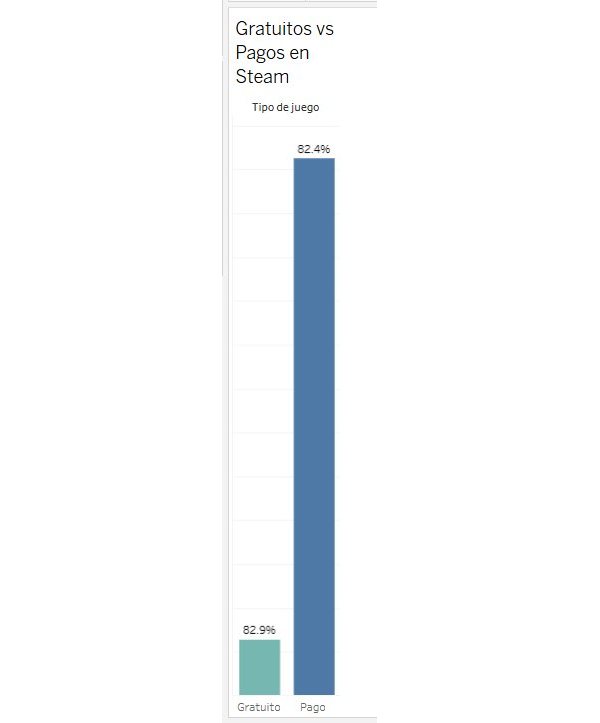 Gratuitos vs
Pagos en
Steam
Tipo de juego
82.4%
82.9%
Gratuito Pago